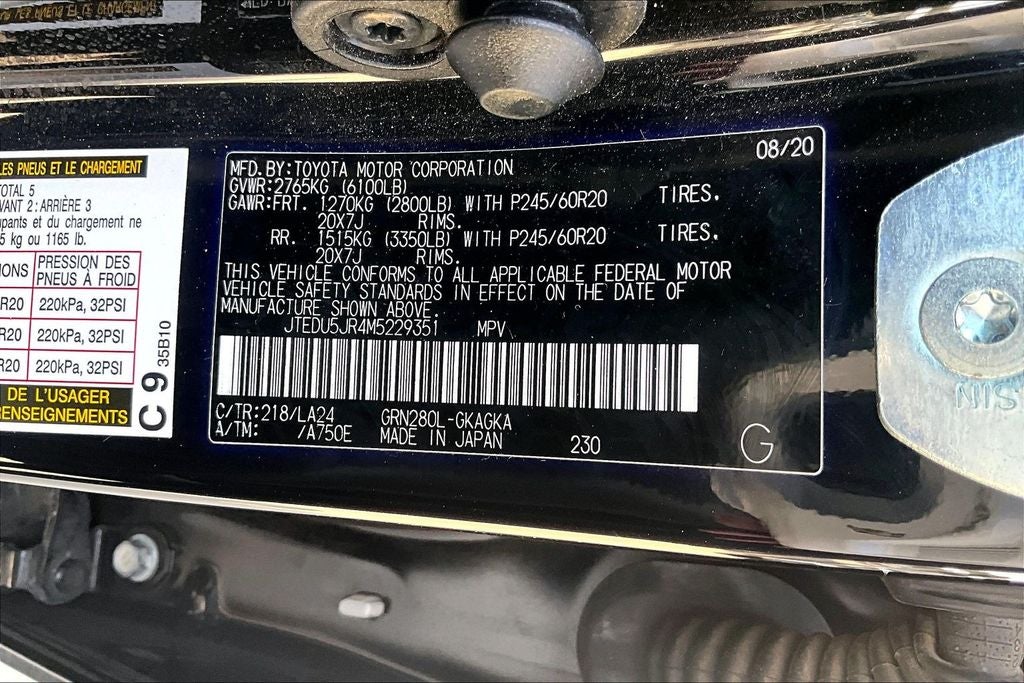 LES PNEUS ET LE CHARGEMENT
TOTAL 5
VANT 2: ARRIÈRE 3
pants et du chargement ne
5 kg ou 1165 lb.
IONS PRESSION DES PNEUS À FROID
R20 220kPa, 32PSI
R20 220kPa, 32PSI
R20 220kPa, 32PSI
DE L'USAGER
RENSEIGNEMENTS
C9
35B10
08/20
MFD.BY:TOYOTA MOTOR CORPORATION
GVWR:2765KG (6100LB)
GAWR:FRT. 1270KG (2800LB) WITH P245/60R20 TIRES.
20X7J RIMS.
RR. 1515KG (3350LB) WITH P245/60R20 TIRES.
20X7J RIMS.
THIS VEHICLE CONFORMS TO ALL APPLICABLE FEDERAL MOTOR
VEHICLE SAFETY STANDARDS IN EFFECT ON THE DATE OF
MANUFACTURE SHOWN ABOVE.
JTEDU5JR4M5229351 MPV
C/TR:218/LA24 GRN280L-GKAGKA
A/TM: /A750E MADE IN JAPAN 230
G
NIS